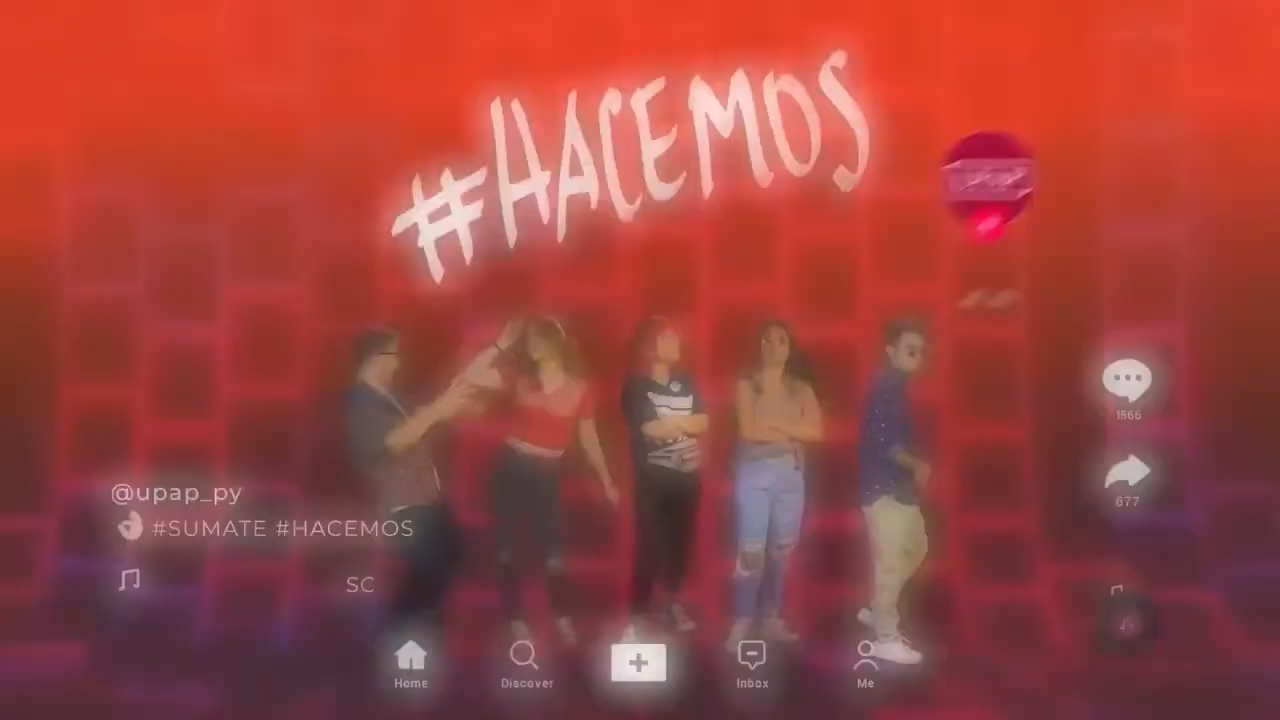 #HACEMOS
@upap_py
👌 #SUMATE #HACEMOS
SC
1566
677
Home
Discover
Inbox
Me